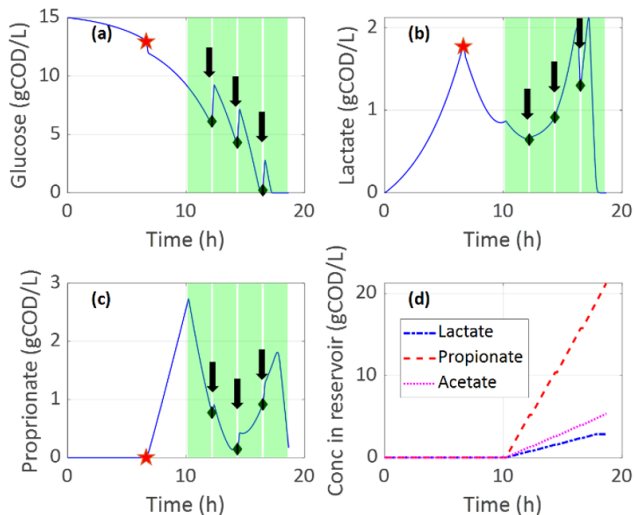 (a)
Glucose (gCOD/L)
15
10
5
0
0
10
20
Time (h)
(b)
Lactate (gCOD/L)
2
1
0
0
10
20
Time (h)
(c)
Proprionate (gCOD/L)
3
2
1
0
0
10
20
Time (h)
(d)
Conc in reservoir (gCOD/L)
20
10
0
0
10
20
Time (h)
Lactate
Propionate
Acetate